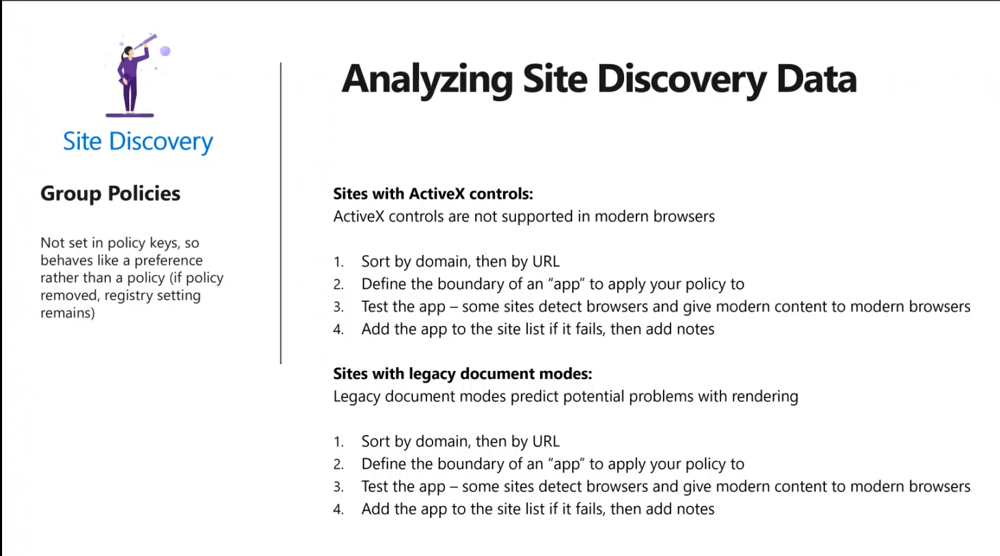 Site Discovery
Group Policies
Not set in policy keys, so
behaves like a preference
rather than a policy (if policy
removed, registry setting
remains)
Analyzing Site Discovery Data
Sites with ActiveX controls:
ActiveX controls are not supported in modern browsers
1. Sort by domain, then by URL
2. Define the boundary of an “app” to apply your policy to
3. Test the app – some sites detect browsers and give modern content to modern browsers
4. Add the app to the site list if it fails, then add notes
Sites with legacy document modes:
Legacy document modes predict potential problems with rendering
1. Sort by domain, then by URL
2. Define the boundary of an “app” to apply your policy to
3. Test the app – some sites detect browsers and give modern content to modern browsers
4. Add the app to the site list if it fails, then add notes